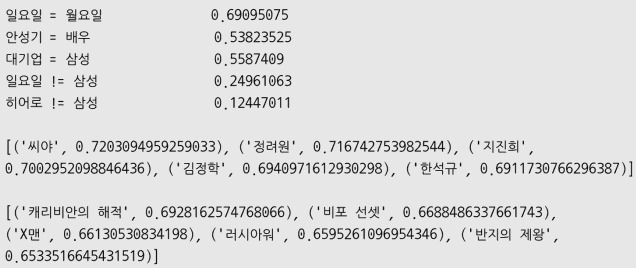 일요일 = 월요일 0.69095075
안성기 = 배우 0.53823525
대기업 = 삼성 0.5587409
일요일 != 삼성 0.24961063
히어로 != 삼성 0.12447011
[('씨야', 0.7203094959259033), ('정려원', 0.716742753982544), ('지진희',
0.7002952098846436), ('김정학', 0.6940971612930298), ('한석규', 0.6911730766296387)]
[('캐리비안의 해적', 0.6928162574768066), ('비포 선셋', 0.6688486337661743),
('X맨', 0.66130530834198), ('러시아워', 0.6595261096954346), ('반지의 제왕',
0.6533516645431519)]